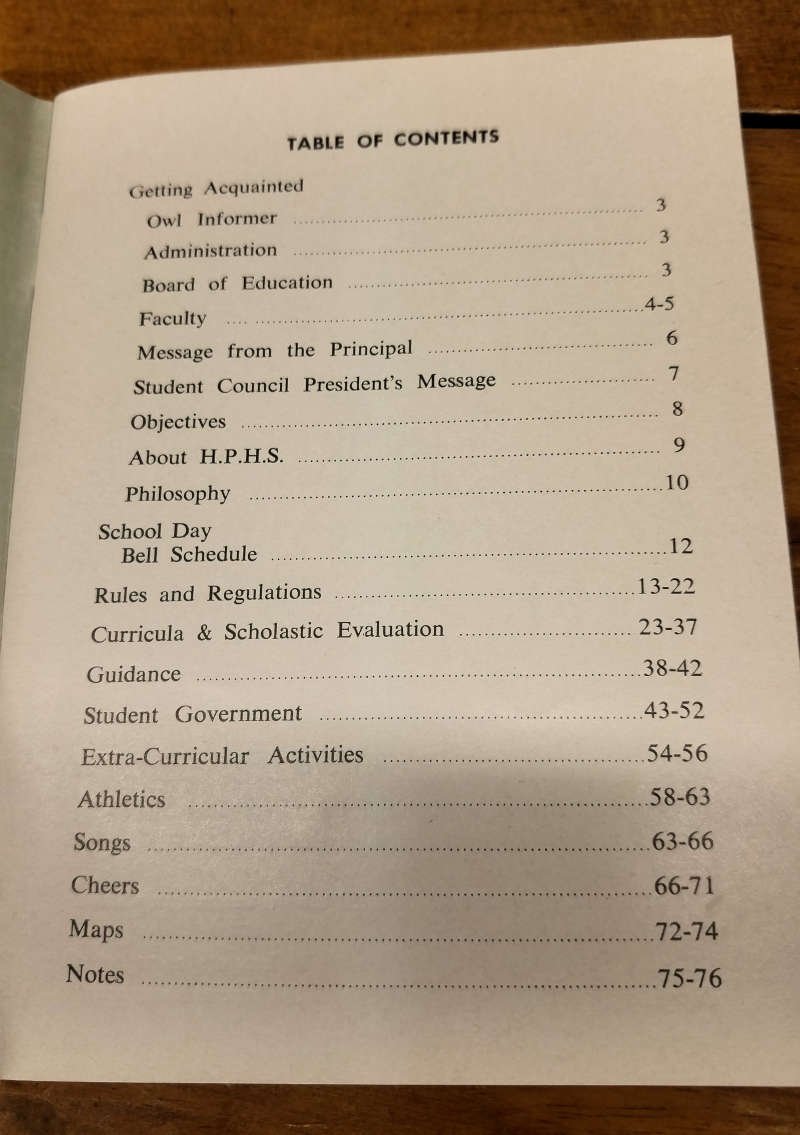 TABLE OF CONTENTS
Getting Acquainted
Owl Informer ........ 3
Administration ........ 3
Board of Education ........ 3
Faculty ........ 4-5
Message from the Principal ........ 6
Student Council President's Message ........ 7
Objectives ........ 8
About H.P.H.S. ........ 9
Philosophy ........ 10
School Day
Bell Schedule ........ 12
Rules and Regulations ........ 13-22
Curricula & Scholastic Evaluation ........ 23-37
Guidance ........ 38-42
Student Government ........ 43-52
Extra-Curricular Activities ........ 54-56
Athletics ........ 58-63
Songs ........ 63-66
Cheers ........ 66-71
Maps ........ 72-74
Notes ........ 75-76